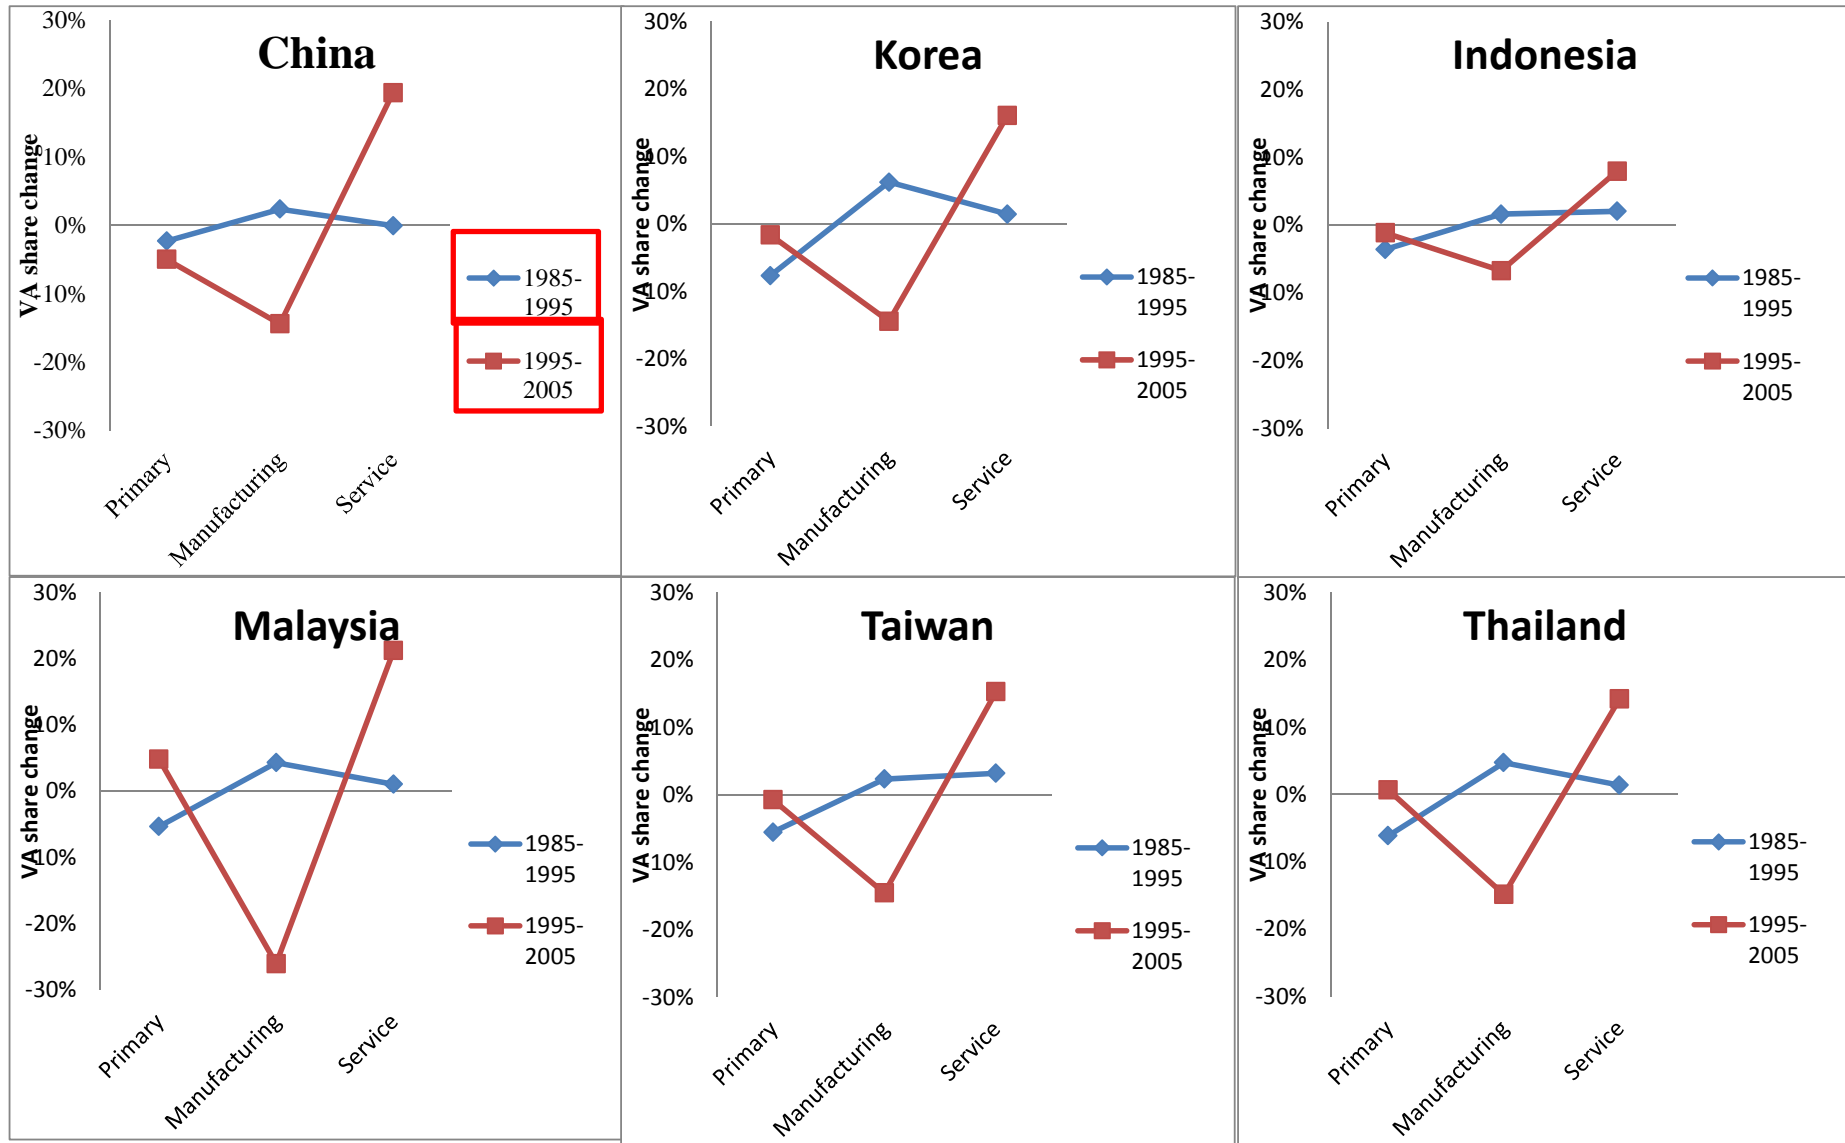 China
30%
20%
10%
0%
-10%
-20%
-30%
VA share change
Primary
Manufacturing
Service
1985-
1995
1995-
2005
Korea
30%
20%
10%
0%
-10%
-20%
-30%
VA share change
Primary
Manufacturing
Service
1985-
1995
1995-
2005
Indonesia
30%
20%
10%
0%
-10%
-20%
-30%
VA share change
Primary
Manufacturing
Service
1985-
1995
1995-
2005
Malaysia
30%
20%
10%
0%
-10%
-20%
-30%
VA share change
Primary
Manufacturing
Service
1985-
1995
1995-
2005
Taiwan
30%
20%
10%
0%
-10%
-20%
-30%
VA share change
Primary
Manufacturing
Service
1985-
1995
1995-
2005
Thailand
30%
20%
10%
0%
-10%
-20%
-30%
VA share change
Primary
Manufacturing
Service
1985-
1995
1995-
2005